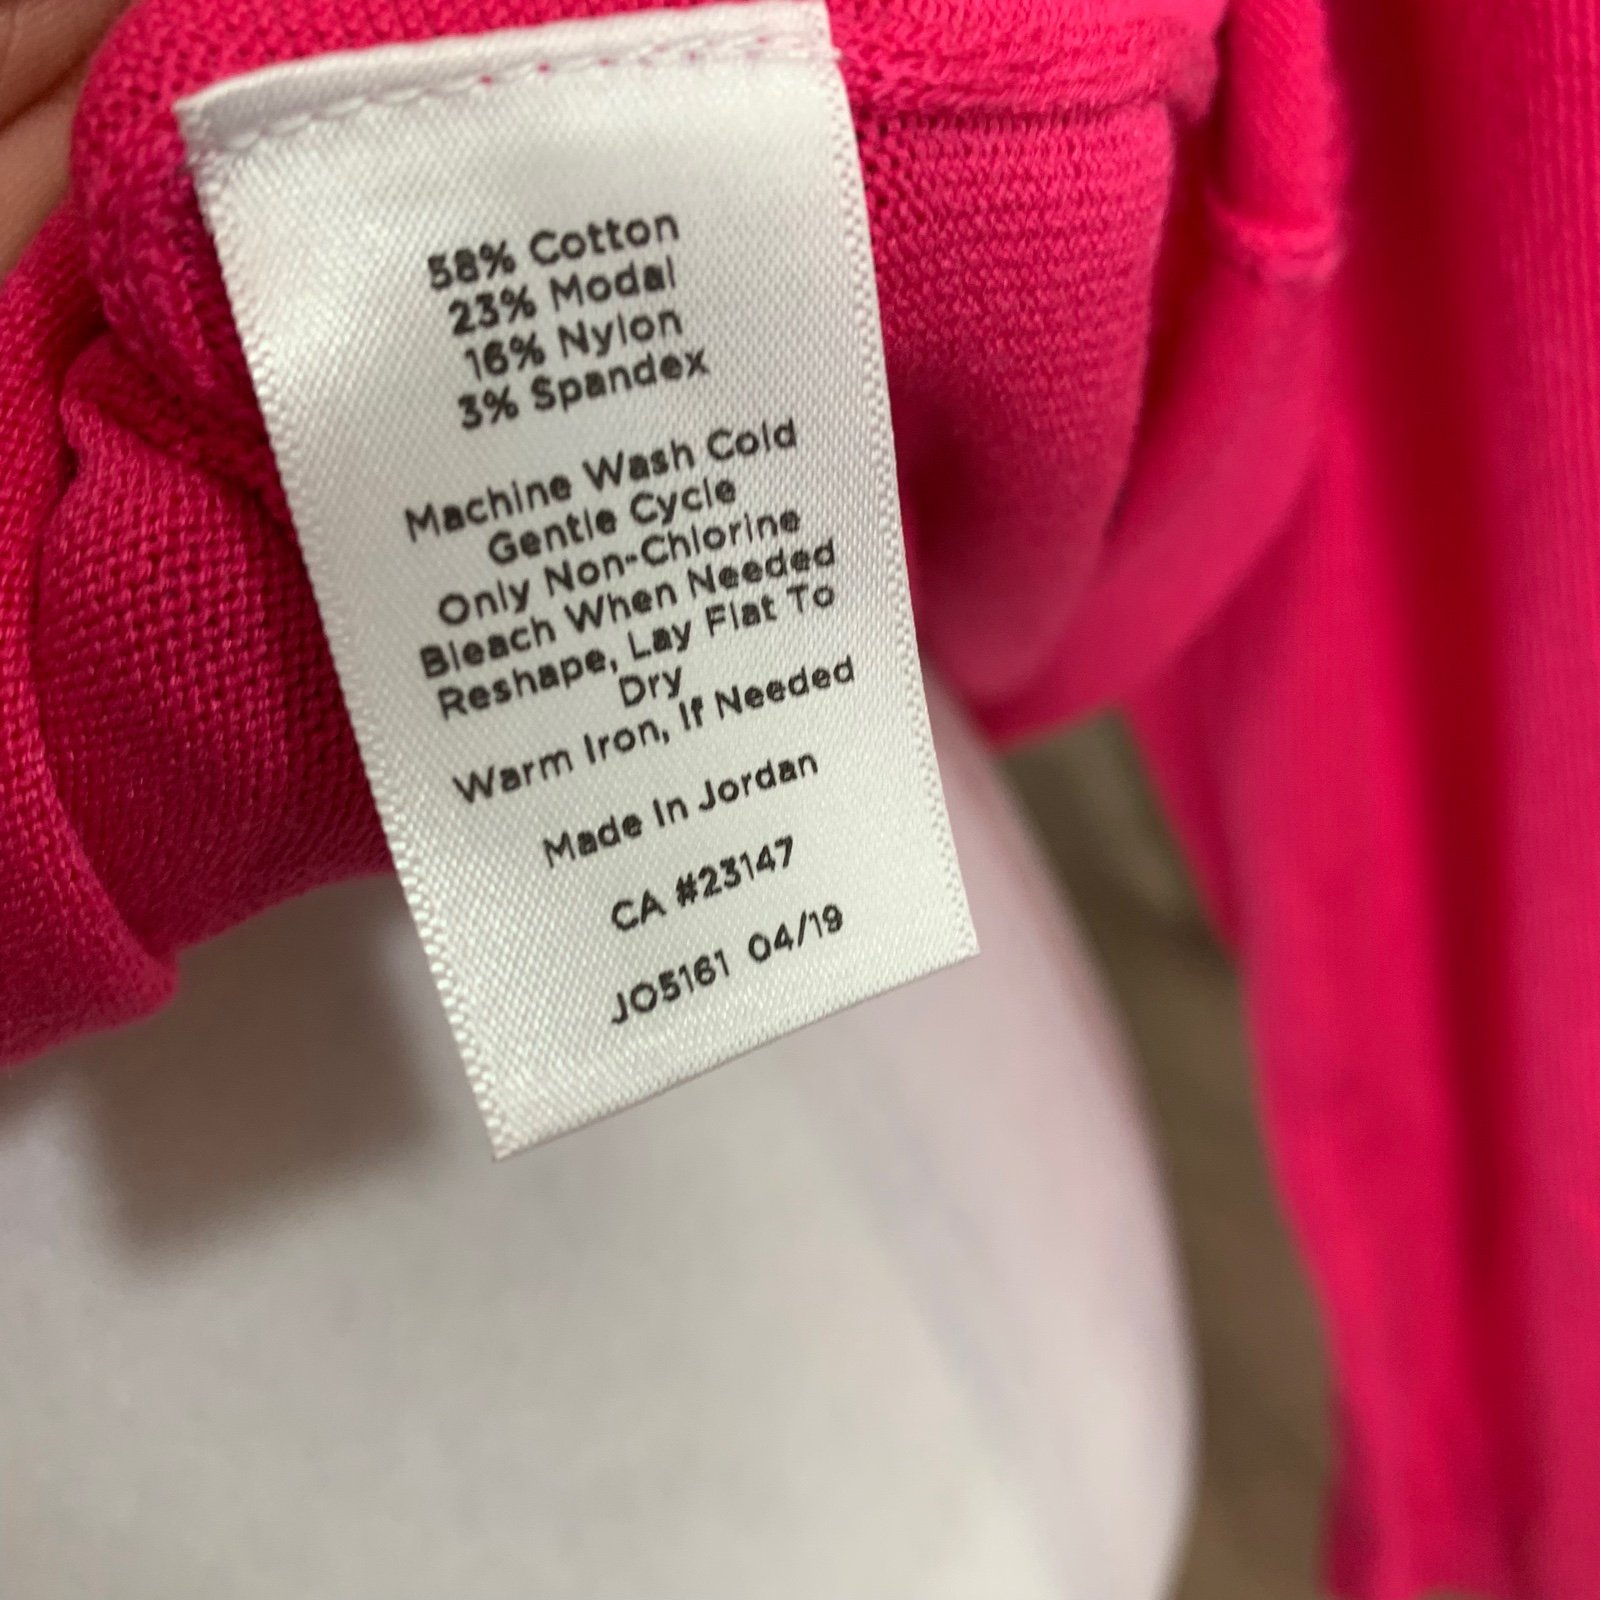 58% Cotton
23% Modal
16% Nylon
3% Spandex
Machine Wash Cold
Gentle Cycle
Only Non-Chlorine
Bleach When Needed
Reshape, Lay Flat To
Dry
Warm Iron, If Needed
Made In Jordan
CA #23147
JO5161 04/19